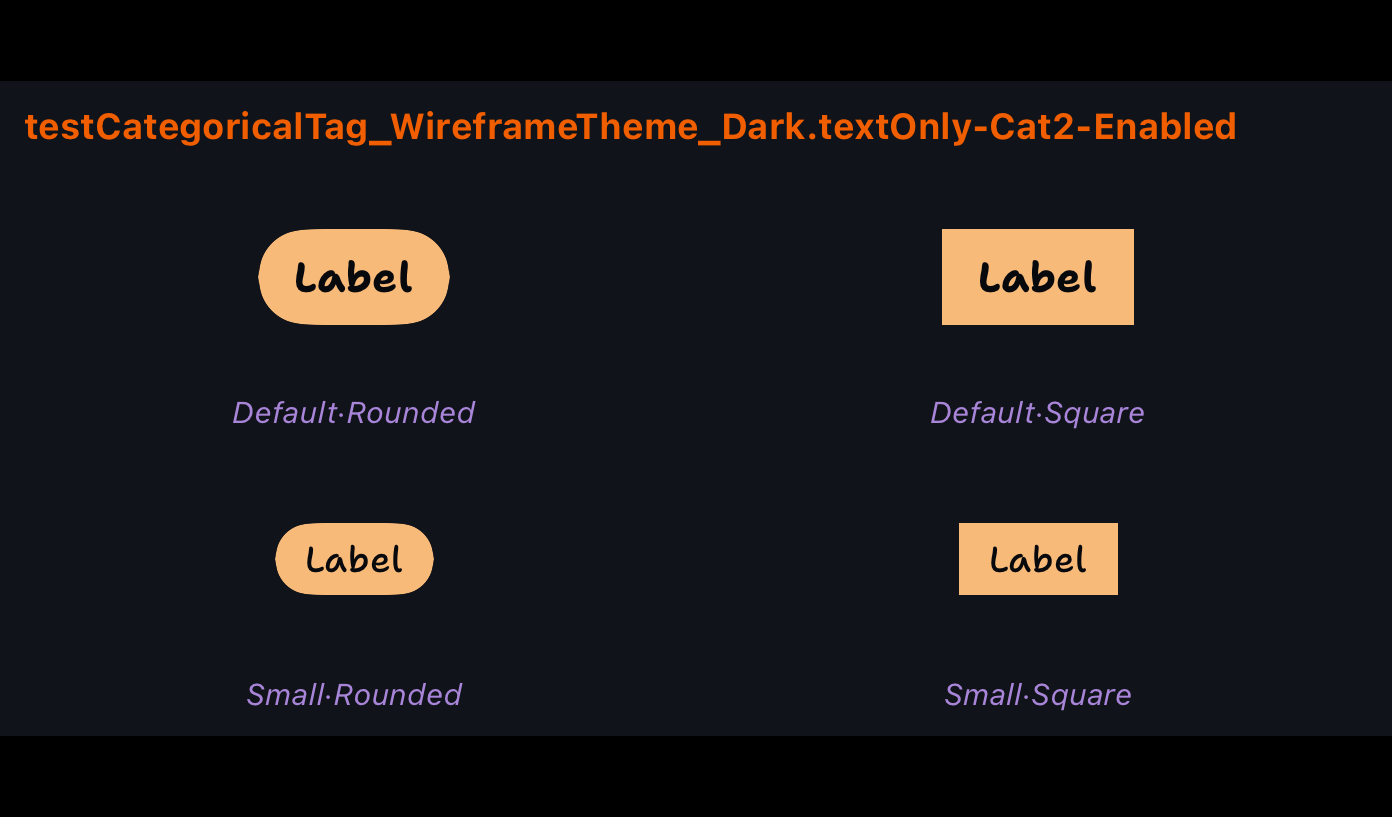 testCategoricalTag_WireframeTheme_Dark.textOnly-Cat2-Enabled
Label
Label
Default·Rounded
Default·Square
Label
Label
Small·Rounded
Small·Square